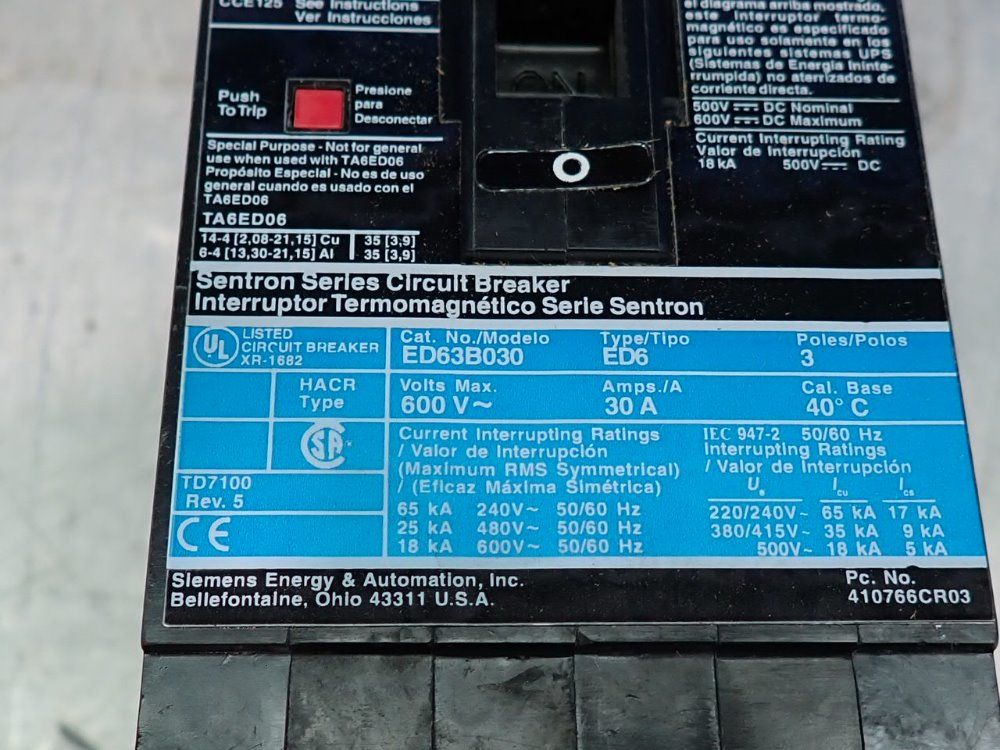 CCE125 See Instructions
Ver Instrucciones
Push
To Trip
Presione
para
Desconectar
Special Purpose - Not for general
use when used with TA6ED06
Propósito Especial - No es de uso
general cuando es usado con el
TA6ED06
TA6ED06
14-4 [2,08-21,15] Cu 35 [3,9]
6-4 [13,30-21,15] Al 35 [3,9]
ON
O
el diagrama arriba mostrado,
este interruptor termo-
magnético es especificado
para uso solamente en los
siguientes sistemas UPS
(Sistemas de Energía Ininte-
rrumpida) no aterrizados de
corriente directa.
500V ⎓ DC Nominal
600V ⎓ DC Maximum
Current Interrupting Rating
Valor de Interrupción
18 kA 500V ⎓ DC
Sentron Series Circuit Breaker
Interruptor Termomagnético Serie Sentron
UL LISTED
CIRCUIT BREAKER
XR-1682
Cat. No./Modelo Type/Tipo Poles/Polos
ED63B030 ED6 3
HACR
Type
Volts Max. Amps./A Cal. Base
600 V~ 30 A 40° C
SA
Current Interrupting Ratings
/ Valor de Interrupción
(Maximum RMS Symmetrical)
/ (Eficaz Máxima Simétrica)
65 kA 240V~ 50/60 Hz
25 kA 480V~ 50/60 Hz
18 kA 600V~ 50/60 Hz
IEC 947-2 50/60 Hz
Interrupting Ratings
/ Valor de Interrupción
Ue Icu Ics
220/240V~ 65 kA 17 kA
380/415V~ 35 kA 9 kA
500V~ 18 kA 5 kA
TD7100
Rev. 5
CE
Siemens Energy & Automation, Inc.
Bellefontaine, Ohio 43311 U.S.A.
Pc. No.
410766CR03